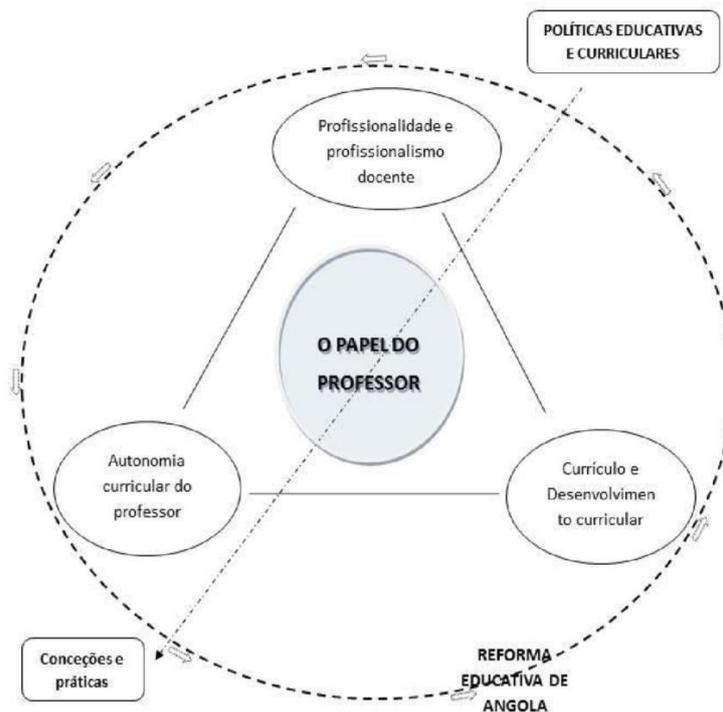 POLÍTICAS EDUCATIVAS
E CURRICULARES
Profissionalidade e
profissionalismo
docente
O PAPEL DO
PROFESSOR
Autonomia
curricular do
professor
Currículo e
Desenvolvimen
to curricular
Conceções e
práticas
REFORMA
EDUCATIVA DE
ANGOLA